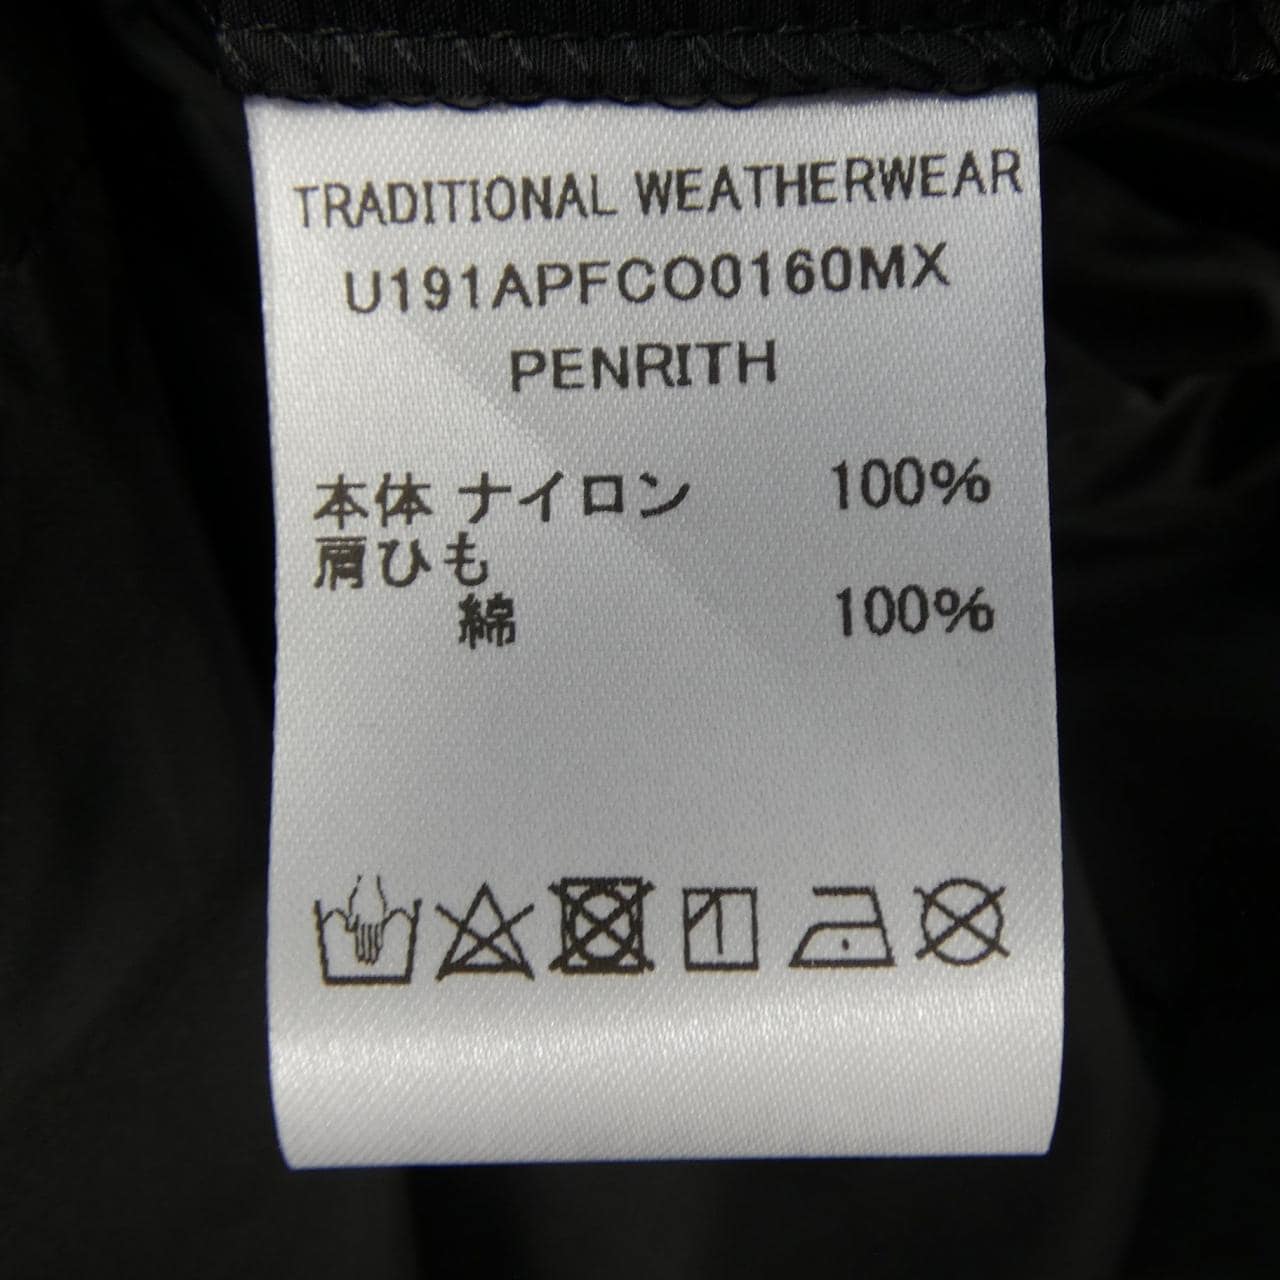 TRADITIONAL WEATHERWEAR
U191APFCO0160MX
PENRITH
本体 ナイロン 100%
肩ひも
綿 100%